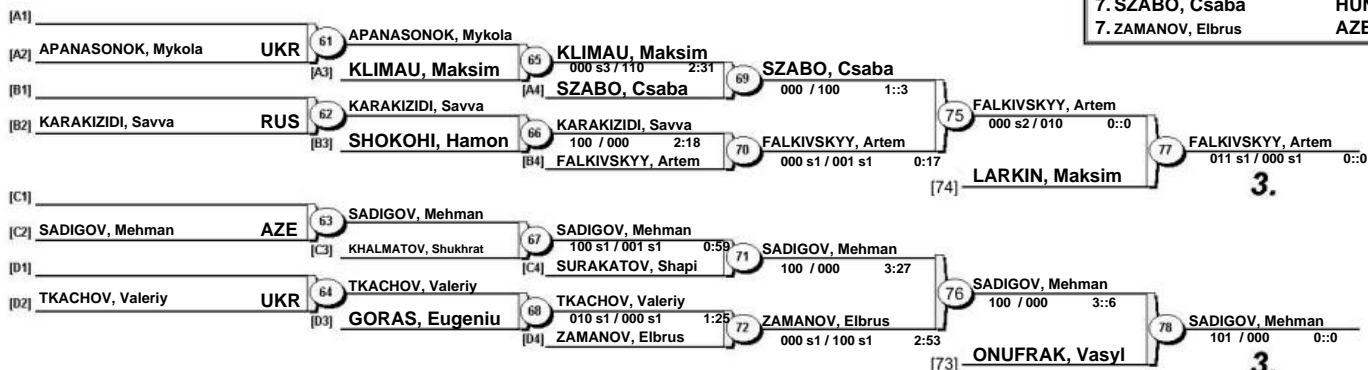 7. SZABO, Csaba HUN
7. ZAMANOV, Elbrus AZE
[A1]
[A2] APANASONOK, Mykola UKR
61
APANASONOK, Mykola
[A3] KLIMAU, Maksim
65
KLIMAU, Maksim
000 s3 / 110 2:31
[A4] SZABO, Csaba
69
SZABO, Csaba
000 / 100 1::3
[B1]
[B2] KARAKIZIDI, Savva RUS
62
KARAKIZIDI, Savva
[B3] SHOKOHI, Hamon
66
KARAKIZIDI, Savva
100 / 000 2:18
[B4] FALKIVSKYY, Artem
70
FALKIVSKYY, Artem
000 s1 / 001 s1 0:17
75
FALKIVSKYY, Artem
000 s2 / 010 0::0
[74] LARKIN, Maksim
77
FALKIVSKYY, Artem
011 s1 / 000 s1 0::0
3.
[C1]
[C2] SADIGOV, Mehman AZE
63
SADIGOV, Mehman
[C3] KHALMATOV, Shukhrat
67
SADIGOV, Mehman
100 s1 / 001 s1 0:59
[C4] SURAKATOV, Shapi
71
SADIGOV, Mehman
100 / 000 3:27
[D1]
[D2] TKACHOV, Valeriy UKR
64
TKACHOV, Valeriy
[D3] GORAS, Eugeniu
68
TKACHOV, Valeriy
010 s1 / 000 s1 1:25
[D4] ZAMANOV, Elbrus
72
ZAMANOV, Elbrus
000 s1 / 100 s1 2:53
76
SADIGOV, Mehman
100 / 000 3::6
[73] ONUFRAK, Vasyl
78
SADIGOV, Mehman
101 / 000 0::0
3.